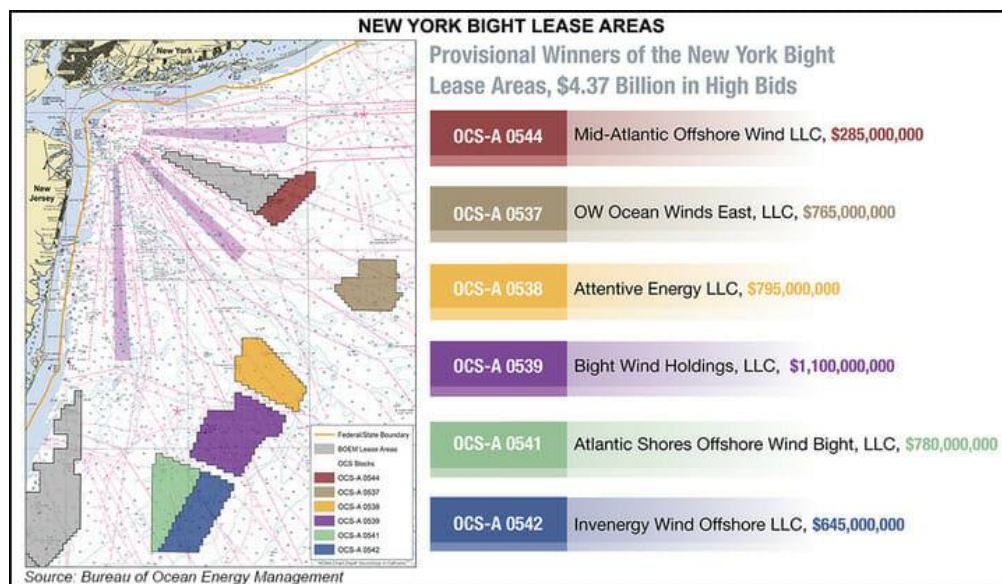 NEW YORK BIGHT LEASE AREAS
New York
New
Jersey
Federal/State Boundary
BOEM Lease Areas
OCS Blocks
OCS-A 0544
OCS-A 0537
OCS-A 0538
OCS-A 0539
OCS-A 0541
OCS-A 0542
Provisional Winners of the New York Bight
Lease Areas, $4.37 Billion in High Bids
OCS-A 0544 Mid-Atlantic Offshore Wind LLC, $285,000,000
OCS-A 0537 OW Ocean Winds East, LLC, $765,000,000
OCS-A 0538 Attentive Energy LLC, $795,000,000
OCS-A 0539 Bight Wind Holdings, LLC, $1,100,000,000
OCS-A 0541 Atlantic Shores Offshore Wind Bight, LLC, $780,000,000
OCS-A 0542 Invenergy Wind Offshore LLC, $645,000,000
Source: Bureau of Ocean Energy Management